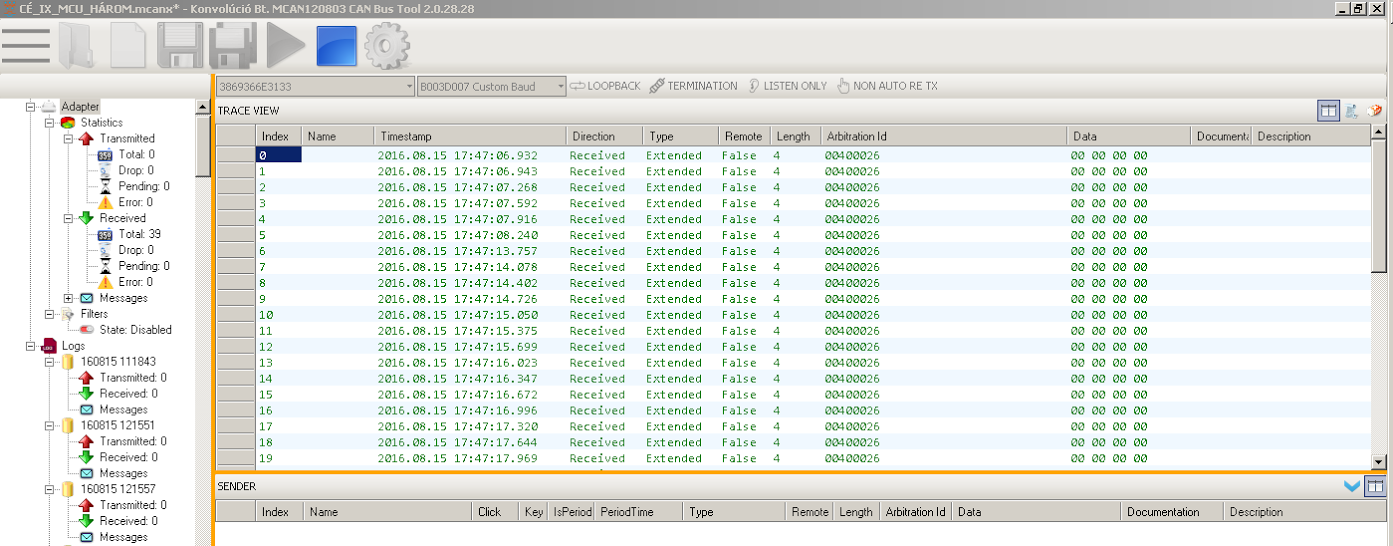 CÉ_IX_MCU_HÁROM.mcanx* - Konvolúció Bt. MCAN120803 CAN Bus Tool 2.0.28.28
3869366E3133 B003D007 Custom Baud LOOPBACK TERMINATION LISTEN ONLY NON AUTO RE TX
Adapter
Statistics
Transmitted
Total: 0
Drop: 0
Pending: 0
Error: 0
Received
Total: 39
Drop: 0
Pending: 0
Error: 0
Messages
Filters
State: Disabled
Logs
160815 111843
Transmitted: 0
Received: 0
Messages
160815 121551
Transmitted: 0
Received: 0
Messages
160815 121557
Transmitted: 0
Received: 0
Messages
TRACE VIEW
Index Name Timestamp Direction Type Remote Length Arbitration Id Data Documenta Description
0 2016.08.15 17:47:06.932 Received Extended False 4 00400026 00 00 00 00
1 2016.08.15 17:47:06.943 Received Extended False 4 00400026 00 00 00 00
2 2016.08.15 17:47:07.268 Received Extended False 4 00400026 00 00 00 00
3 2016.08.15 17:47:07.592 Received Extended False 4 00400026 00 00 00 00
4 2016.08.15 17:47:07.916 Received Extended False 4 00400026 00 00 00 00
5 2016.08.15 17:47:08.240 Received Extended False 4 00400026 00 00 00 00
6 2016.08.15 17:47:13.757 Received Extended False 4 00400026 00 00 00 00
7 2016.08.15 17:47:14.078 Received Extended False 4 00400026 00 00 00 00
8 2016.08.15 17:47:14.402 Received Extended False 4 00400026 00 00 00 00
9 2016.08.15 17:47:14.726 Received Extended False 4 00400026 00 00 00 00
10 2016.08.15 17:47:15.050 Received Extended False 4 00400026 00 00 00 00
11 2016.08.15 17:47:15.375 Received Extended False 4 00400026 00 00 00 00
12 2016.08.15 17:47:15.699 Received Extended False 4 00400026 00 00 00 00
13 2016.08.15 17:47:16.023 Received Extended False 4 00400026 00 00 00 00
14 2016.08.15 17:47:16.347 Received Extended False 4 00400026 00 00 00 00
15 2016.08.15 17:47:16.672 Received Extended False 4 00400026 00 00 00 00
16 2016.08.15 17:47:16.996 Received Extended False 4 00400026 00 00 00 00
17 2016.08.15 17:47:17.320 Received Extended False 4 00400026 00 00 00 00
18 2016.08.15 17:47:17.644 Received Extended False 4 00400026 00 00 00 00
19 2016.08.15 17:47:17.969 Received Extended False 4 00400026 00 00 00 00
SENDER
Index Name Click Key IsPeriod PeriodTime Type Remote Length Arbitration Id Data Documentation Description